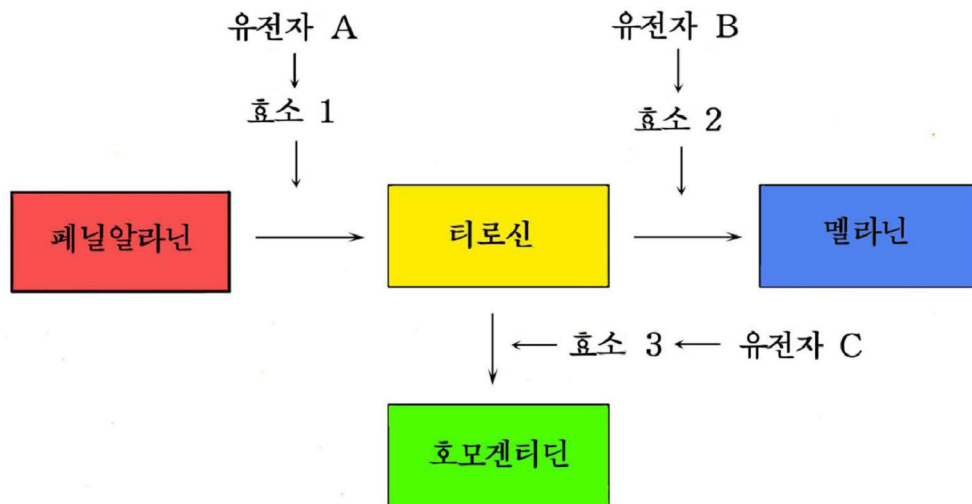 유전자 A
유전자 B
효소 1
효소 2
페닐알라닌
티로신
멜라닌
효소 3
유전자 C
호모겐티딘